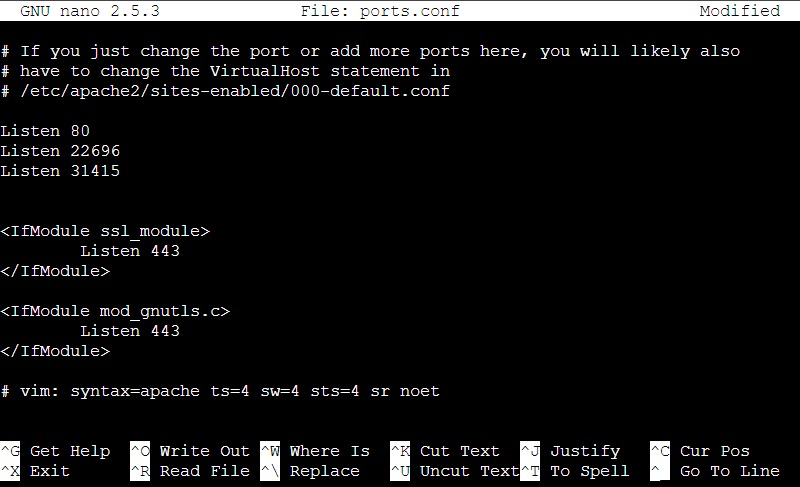 GNU nano 2.5.3 File: ports.conf Modified
# If you just change the port or add more ports here, you will likely also
# have to change the VirtualHost statement in
# /etc/apache2/sites-enabled/000-default.conf
Listen 80
Listen 22696
Listen 31415
<IfModule ssl_module>
Listen 443
</IfModule>
<IfModule mod_gnutls.c>
Listen 443
</IfModule>
# vim: syntax=apache ts=4 sw=4 sts=4 sr noet
^G Get Help ^O Write Out ^W Where Is ^K Cut Text ^J Justify ^C Cur Pos
^X Exit ^R Read File ^\ Replace ^U Uncut Text ^T To Spell ^_ Go To Line